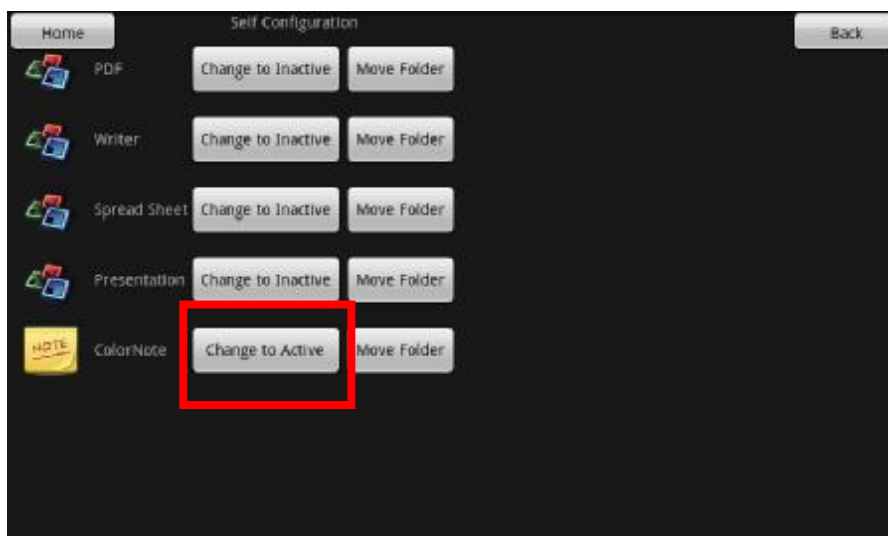 Home Self Configuration Back
PDF Change to Inactive Move Folder
Writer Change to Inactive Move Folder
Spread Sheet Change to Inactive Move Folder
Presentation Change to Inactive Move Folder
NOTE ColorNote Change to Active Move Folder